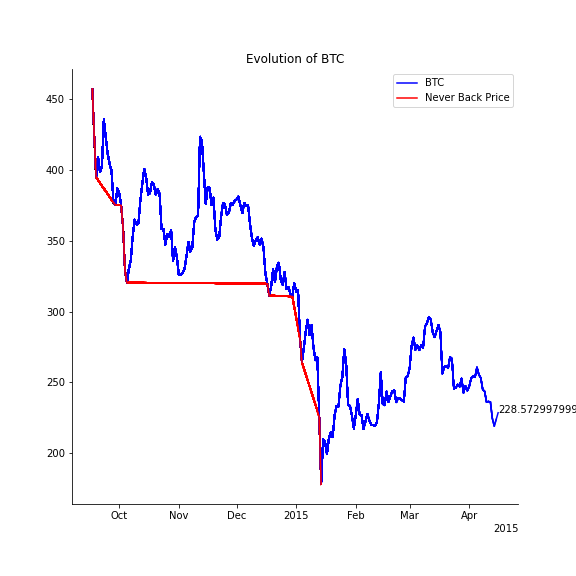 Evolution of BTC
BTC
Never Back Price
450
400
350
300
250
200
228.572997999
Oct
Nov
Dec
2015
Feb
Mar
Apr
2015